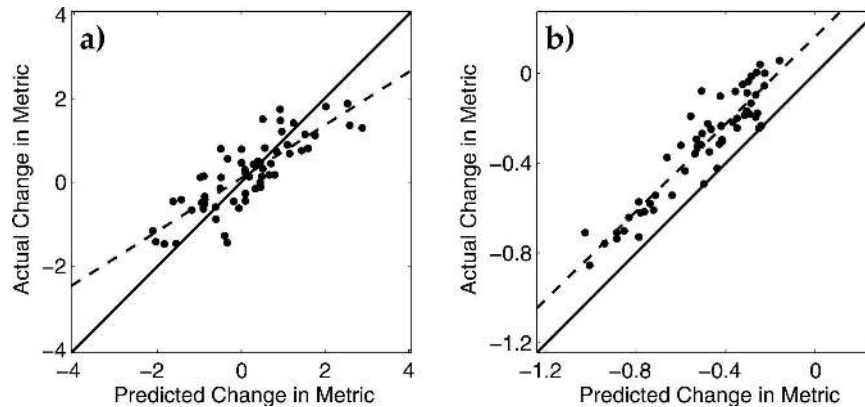 a)
Actual Change in Metric
4
2
0
−2
−4
−4 −2 0 2 4
Predicted Change in Metric
b)
Actual Change in Metric
0
−0.4
−0.8
−1.2
−1.2 −0.8 −0.4 0
Predicted Change in Metric